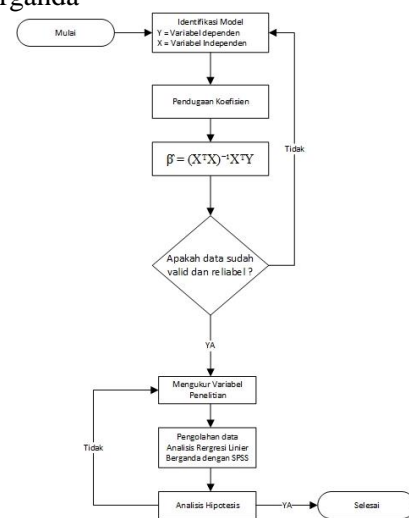 erganda
Mulai
Identifikasi Model
Y = Variabel dependen
X = Variabel Independen
Pendugaan Koefisien
β̂ = (XᵀX)⁻¹XᵀY
Tidak
Apakah data sudah
valid dan reliabel ?
YA
Mengukur Variabel
Penelitian
Pengolahan data
Analisis Rergresi Linier
Berganda dengan SPSS
Tidak
Analisis Hipotesis
YA
Selesai